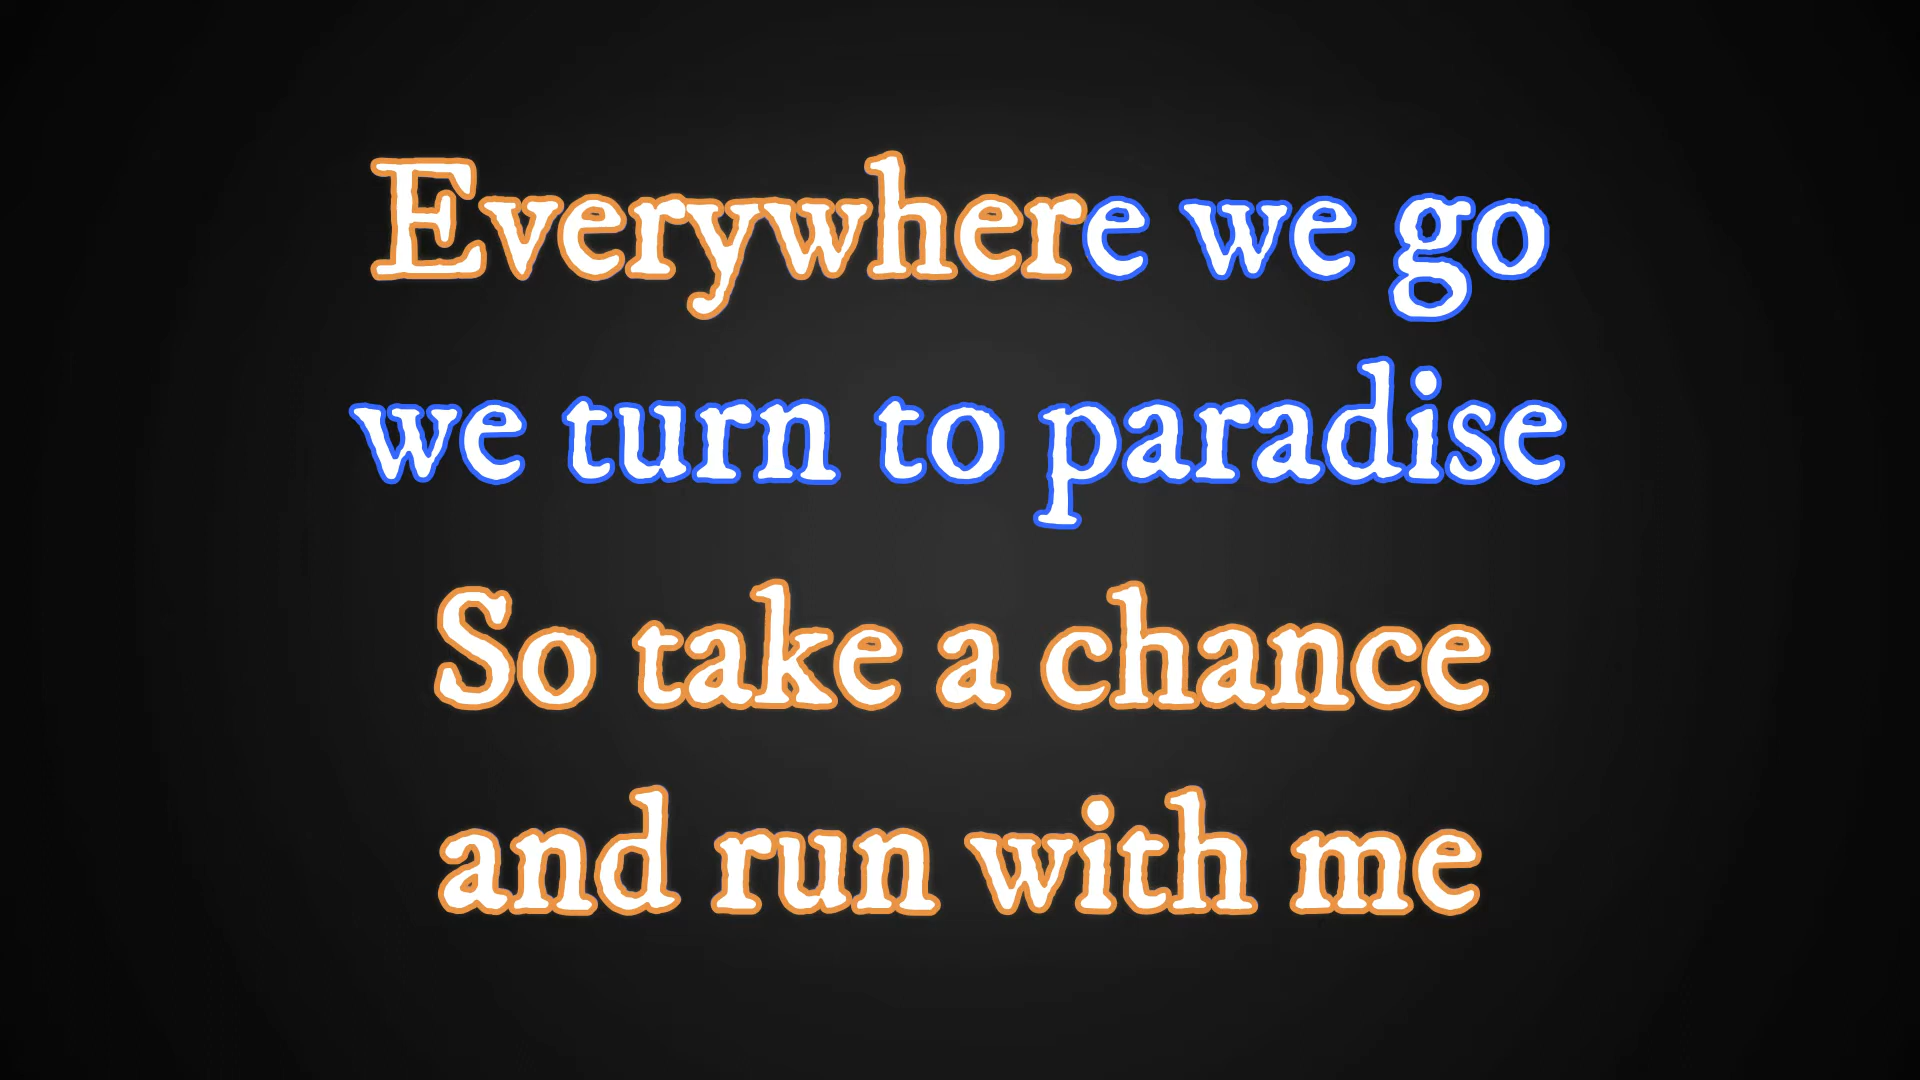 Everywhere we go
we turn to paradise
So take a chance
and run with me